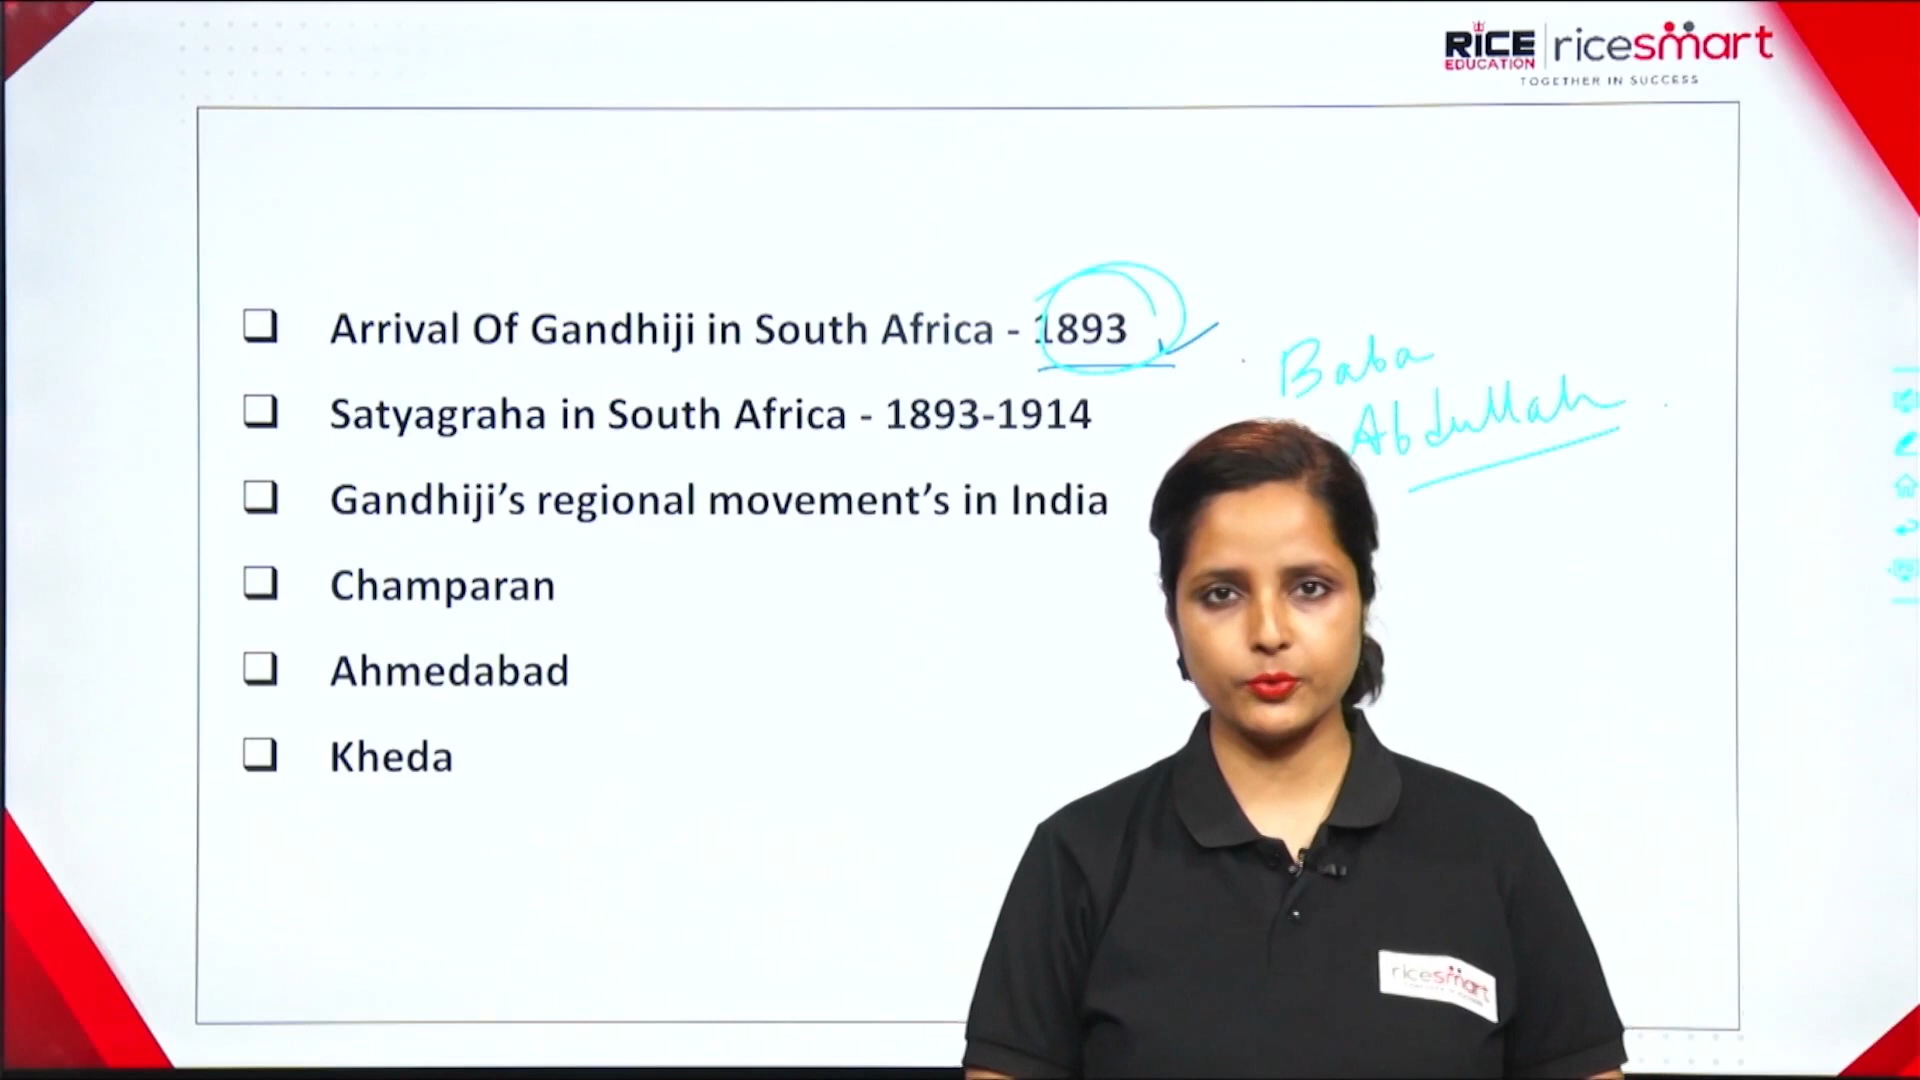 RICE EDUCATION ricesmart
TOGETHER IN SUCCESS
Arrival Of Gandhiji in South Africa - 1893
Baba
Abdullah
Satyagraha in South Africa - 1893-1914
Gandhiji’s regional movement’s in India
Champaran
Ahmedabad
Kheda
ricesmart